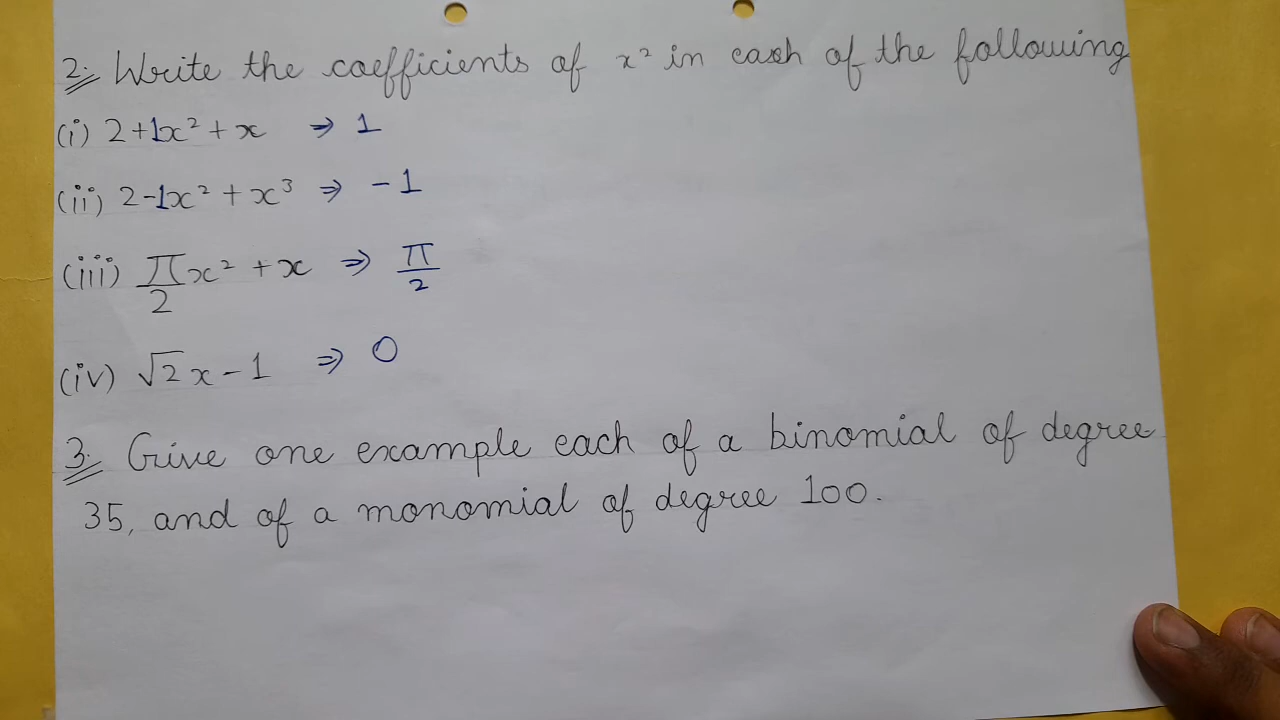 2. Write the coefficients of x² in each of the following
(i) 2+1x² + x ⇒ 1
(ii) 2-1x² + x³ ⇒ -1
(iii) π/2 x² + x ⇒ π/2
(iv) √2 x - 1 ⇒ 0
3. Give one example each of a binomial of degree
35, and of a monomial of degree 100.